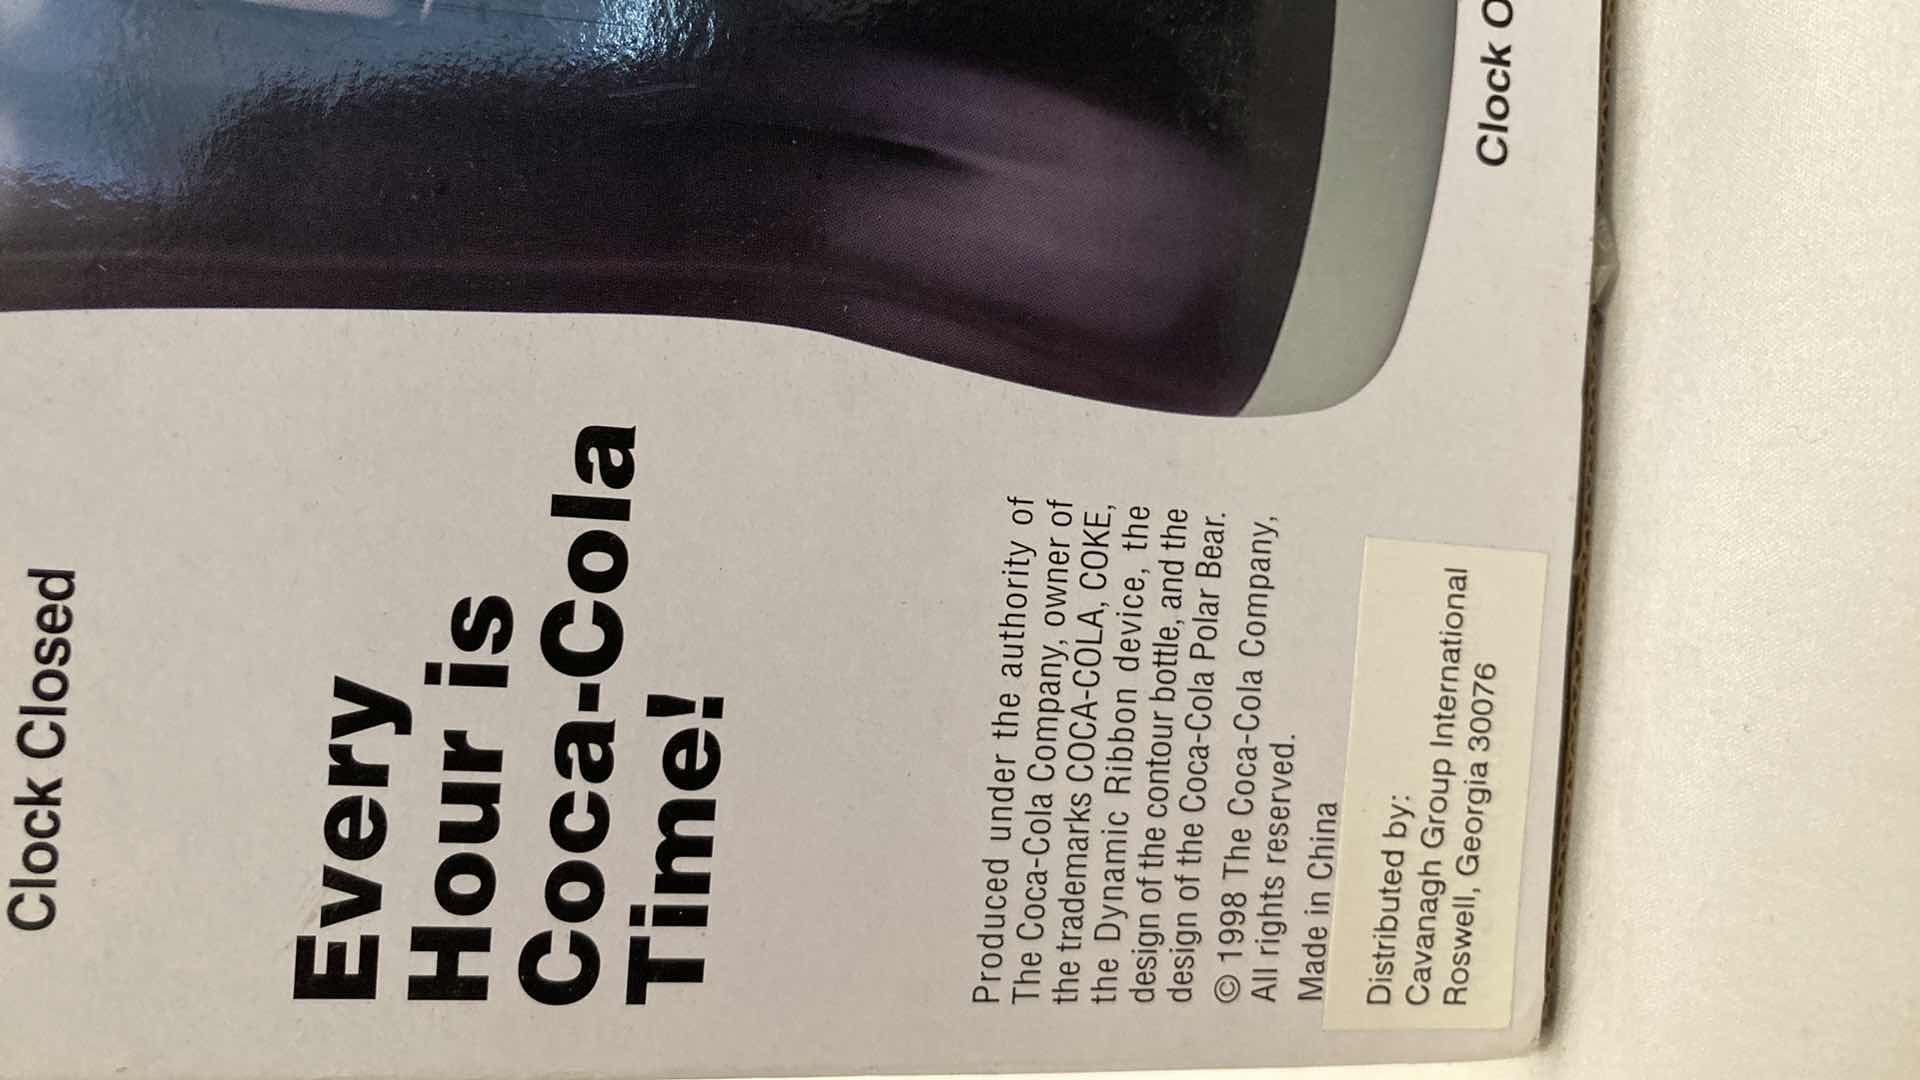 Clock Closed
Every
Hour is
Coca-Cola
Time!
Produced under the authority of
The Coca-Cola Company, owner of
the trademarks COCA-COLA, COKE,
the Dynamic Ribbon device, the
design of the contour bottle, and the
design of the Coca-Cola Polar Bear.
© 1998 The Coca-Cola Company,
All rights reserved.
Made in China
Distributed by:
Cavanagh Group International
Roswell, Georgia 30076
Clock O